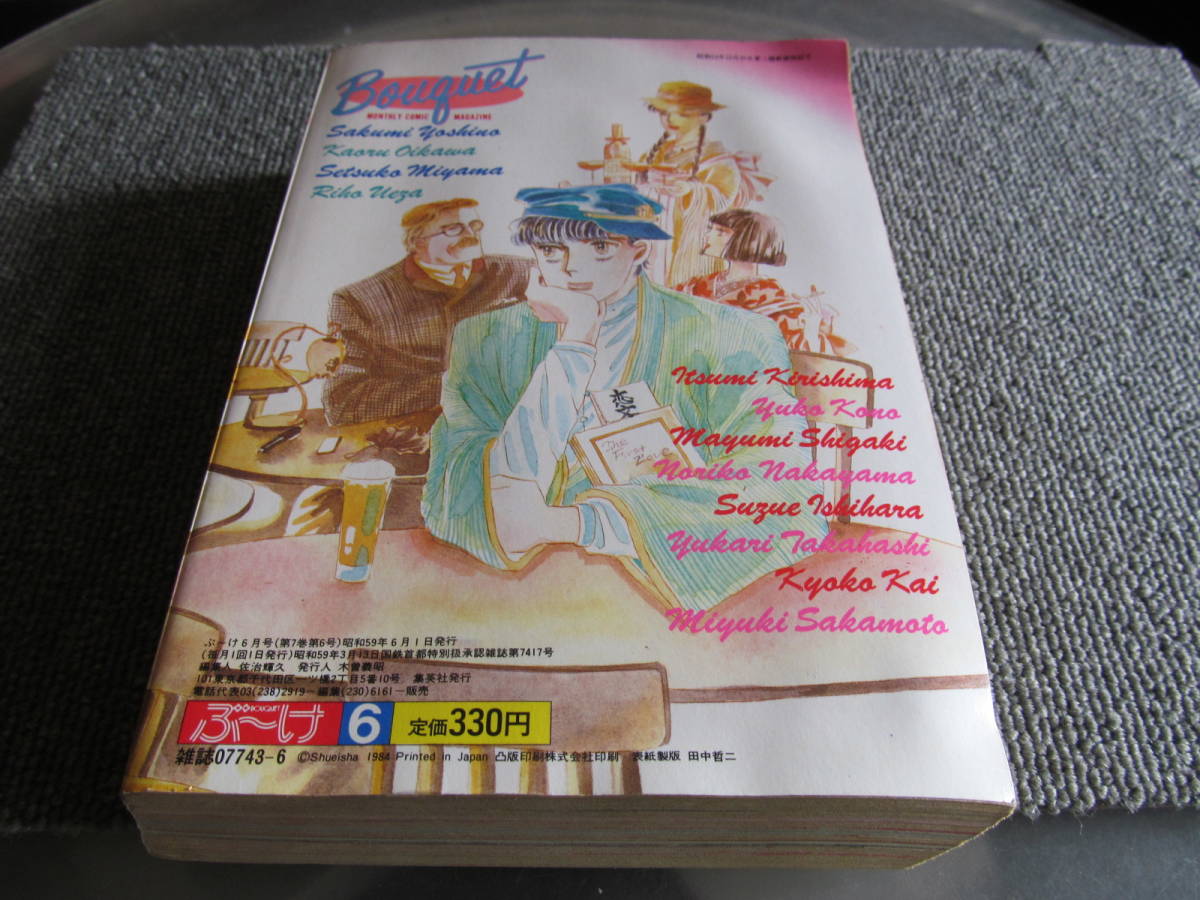 Bouquet
MONTHLY COMIC MAGAZINE
Sakumi Yoshino
Kaoru Oikawa
Setsuko Miyama
Riho Ueza
恋文
The
First
Love
Itsumi Kirishima
Yuko Kono
Mayumi Shigaki
Noriko Nakayama
Suzue Ishihara
Yukari Takahashi
Kyoko Kai
Miyuki Sakamoto
ぶ〜け6月号(第7巻第6号)昭和59年6月1日発行
(毎月1回1日発行)昭和59年3月13日国鉄首都特別扱承認雑誌第7417号
編集人 佐治輝久 発行人 木曽義昭
101東京都千代田区一ツ橋2丁目5番10号 集英社発行
電話代表03(238)2919−編集(230)6161−販売
BOUQUET
ぶ〜け 6 定価330円
雑誌07743-6 ©Shueisha 1984 Printed in Japan 凸版印刷株式会社印刷 表紙製版 田中哲二